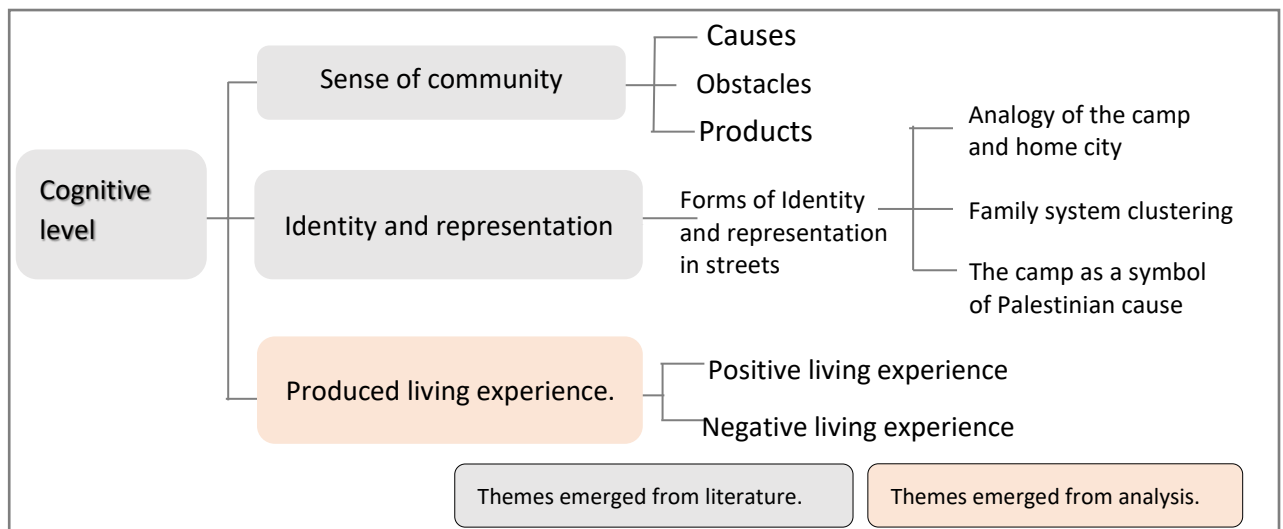 Cognitive
level
Sense of community
Causes
Obstacles
Products
Identity and representation
Forms of Identity
and representation
in streets
Analogy of the camp
and home city
Family system clustering
The camp as a symbol
of Palestinian cause
Produced living experience.
Positive living experience
Negative living experience
Themes emerged from literature.
Themes emerged from analysis.